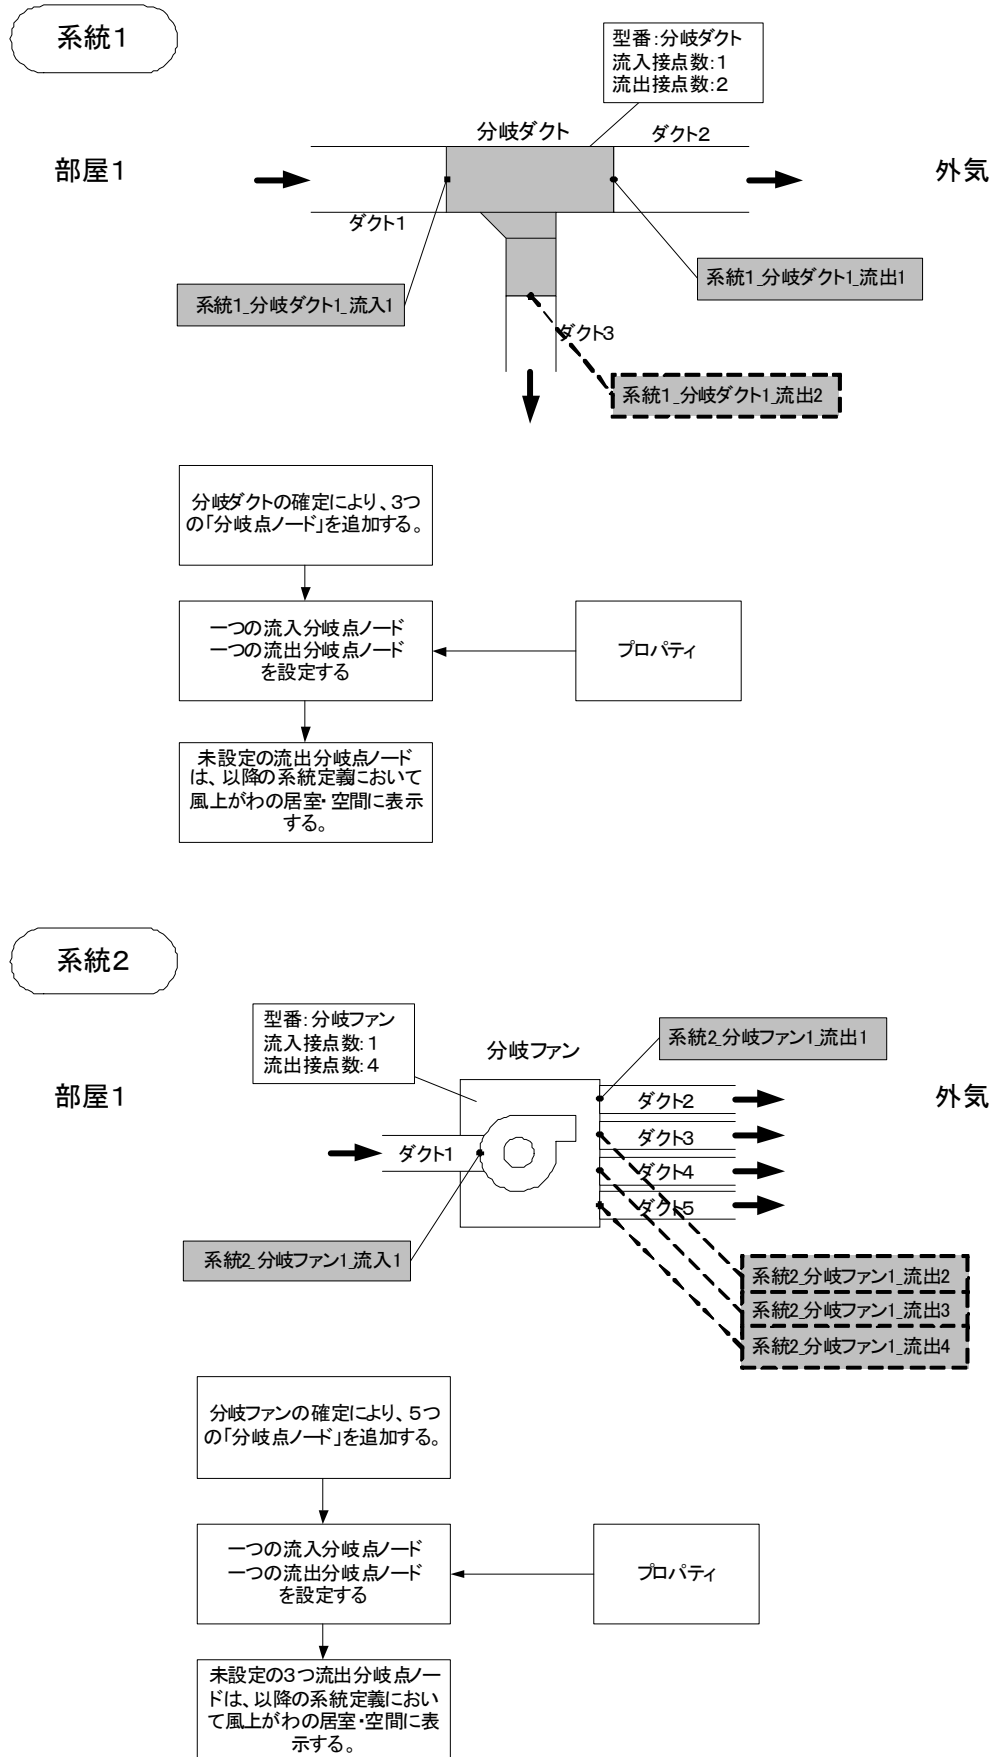 系統1
型番:分岐ダクト
流入接点数:1
流出接点数:2
分岐ダクト
ダクト2
部屋1
外気
ダクト1
系統1_分岐ダクト1_流入1
系統1_分岐ダクト1_流出1
ダクト3
系統1_分岐ダクト1_流出2
分岐ダクトの確定により、3つ
の「分岐点ノード」を追加する。
一つの流入分岐点ノード
一つの流出分岐点ノード
を設定する
プロパティ
未設定の流出分岐点ノード
は、以降の系統定義において
風上がわの居室・空間に表示
する。
系統2
型番:分岐ファン
流入接点数:1
流出接点数:4
分岐ファン
系統2_分岐ファン1_流出1
部屋1
外気
ダクト2
ダクト3
ダクト1
ダクト4
ダクト5
系統2_分岐ファン1_流入1
系統2_分岐ファン1_流出2
系統2_分岐ファン1_流出3
系統2_分岐ファン1_流出4
分岐ファンの確定により、5つ
の「分岐点ノード」を追加する。
一つの流入分岐点ノード
一つの流出分岐点ノード
を設定する
プロパティ
未設定の3つ流出分岐点ノー
ドは、以降の系統定義におい
て風上がわの居室・空間に表
示する。